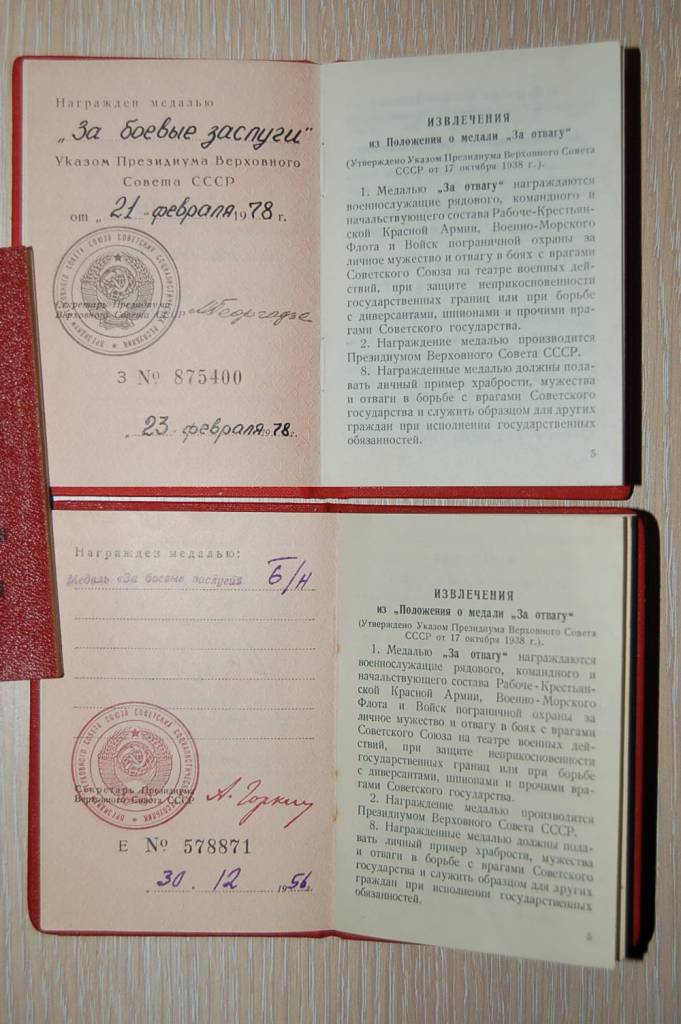 Награжден медалью
„За боевые заслуги"
Указом Президиума Верховного
Совета СССР
от „21" февраля 1978 г.
Секретарь Президиума
Верховного Совета СССР МГеоргадзе
З № 875400
„23" февраля 1978 г.
ИЗВЛЕЧЕНИЯ
из Положения о медали „За отвагу"
(Утверждено Указом Президиума Верховного Совета
СССР от 17 октября 1938 г.).
1. Медалью „За отвагу" награждаются
военнослужащие рядового, командного и
начальствующего состава Рабоче-Крестьян-
ской Красной Армии, Военно-Морского
Флота и Войск пограничной охраны за
личное мужество и отвагу в боях с врагами
Советского Союза на театре военных дей-
ствий, при защите неприкосновенности
государственных границ или при борьбе
с диверсантами, шпионами и прочими вра-
гами Советского государства.
2. Награждение медалью производится
Президиумом Верховного Совета СССР.
8. Награжденные медалью должны пода-
вать личный пример храбрости, мужества
и отваги в борьбе с врагами Советского
государства и служить образцом для других
граждан при исполнении государственных
обязанностей.
5
Награжден медалью:
Медаль «За боевые заслуги» Б/Н
Секретарь Президиума
Верховного Совета СССР А. Горкин
Е № 578871
„30. 12 1956 г.
ИЗВЛЕЧЕНИЯ
из „Положения о медали „За отвагу"
(Утверждено Указом Президиума Верховного Совета
СССР от 17 октября 1938 г.).
1. Медалью „За отвагу" награждаются
военнослужащие рядового, командного и
начальствующего состава Рабоче-Крестьян-
ской Красной Армии, Военно-Морского
Флота и Войск пограничной охраны за
личное мужество и отвагу в боях с врагами
Советского Союза на театре военных дей-
ствий, при защите неприкосновенности
государственных границ или при борьбе
с диверсантами, шпионами и прочими вра-
гами Советского государства.
2. Награждение медалью производится
Президиумом Верховного Совета СССР.
8. Награжденные медалью должны пода-
вать личный пример храбрости, мужества
и отваги в борьбе с врагами Советского
государства и служить образцом для других
граждан при исполнении государственных
обязанностей.
5